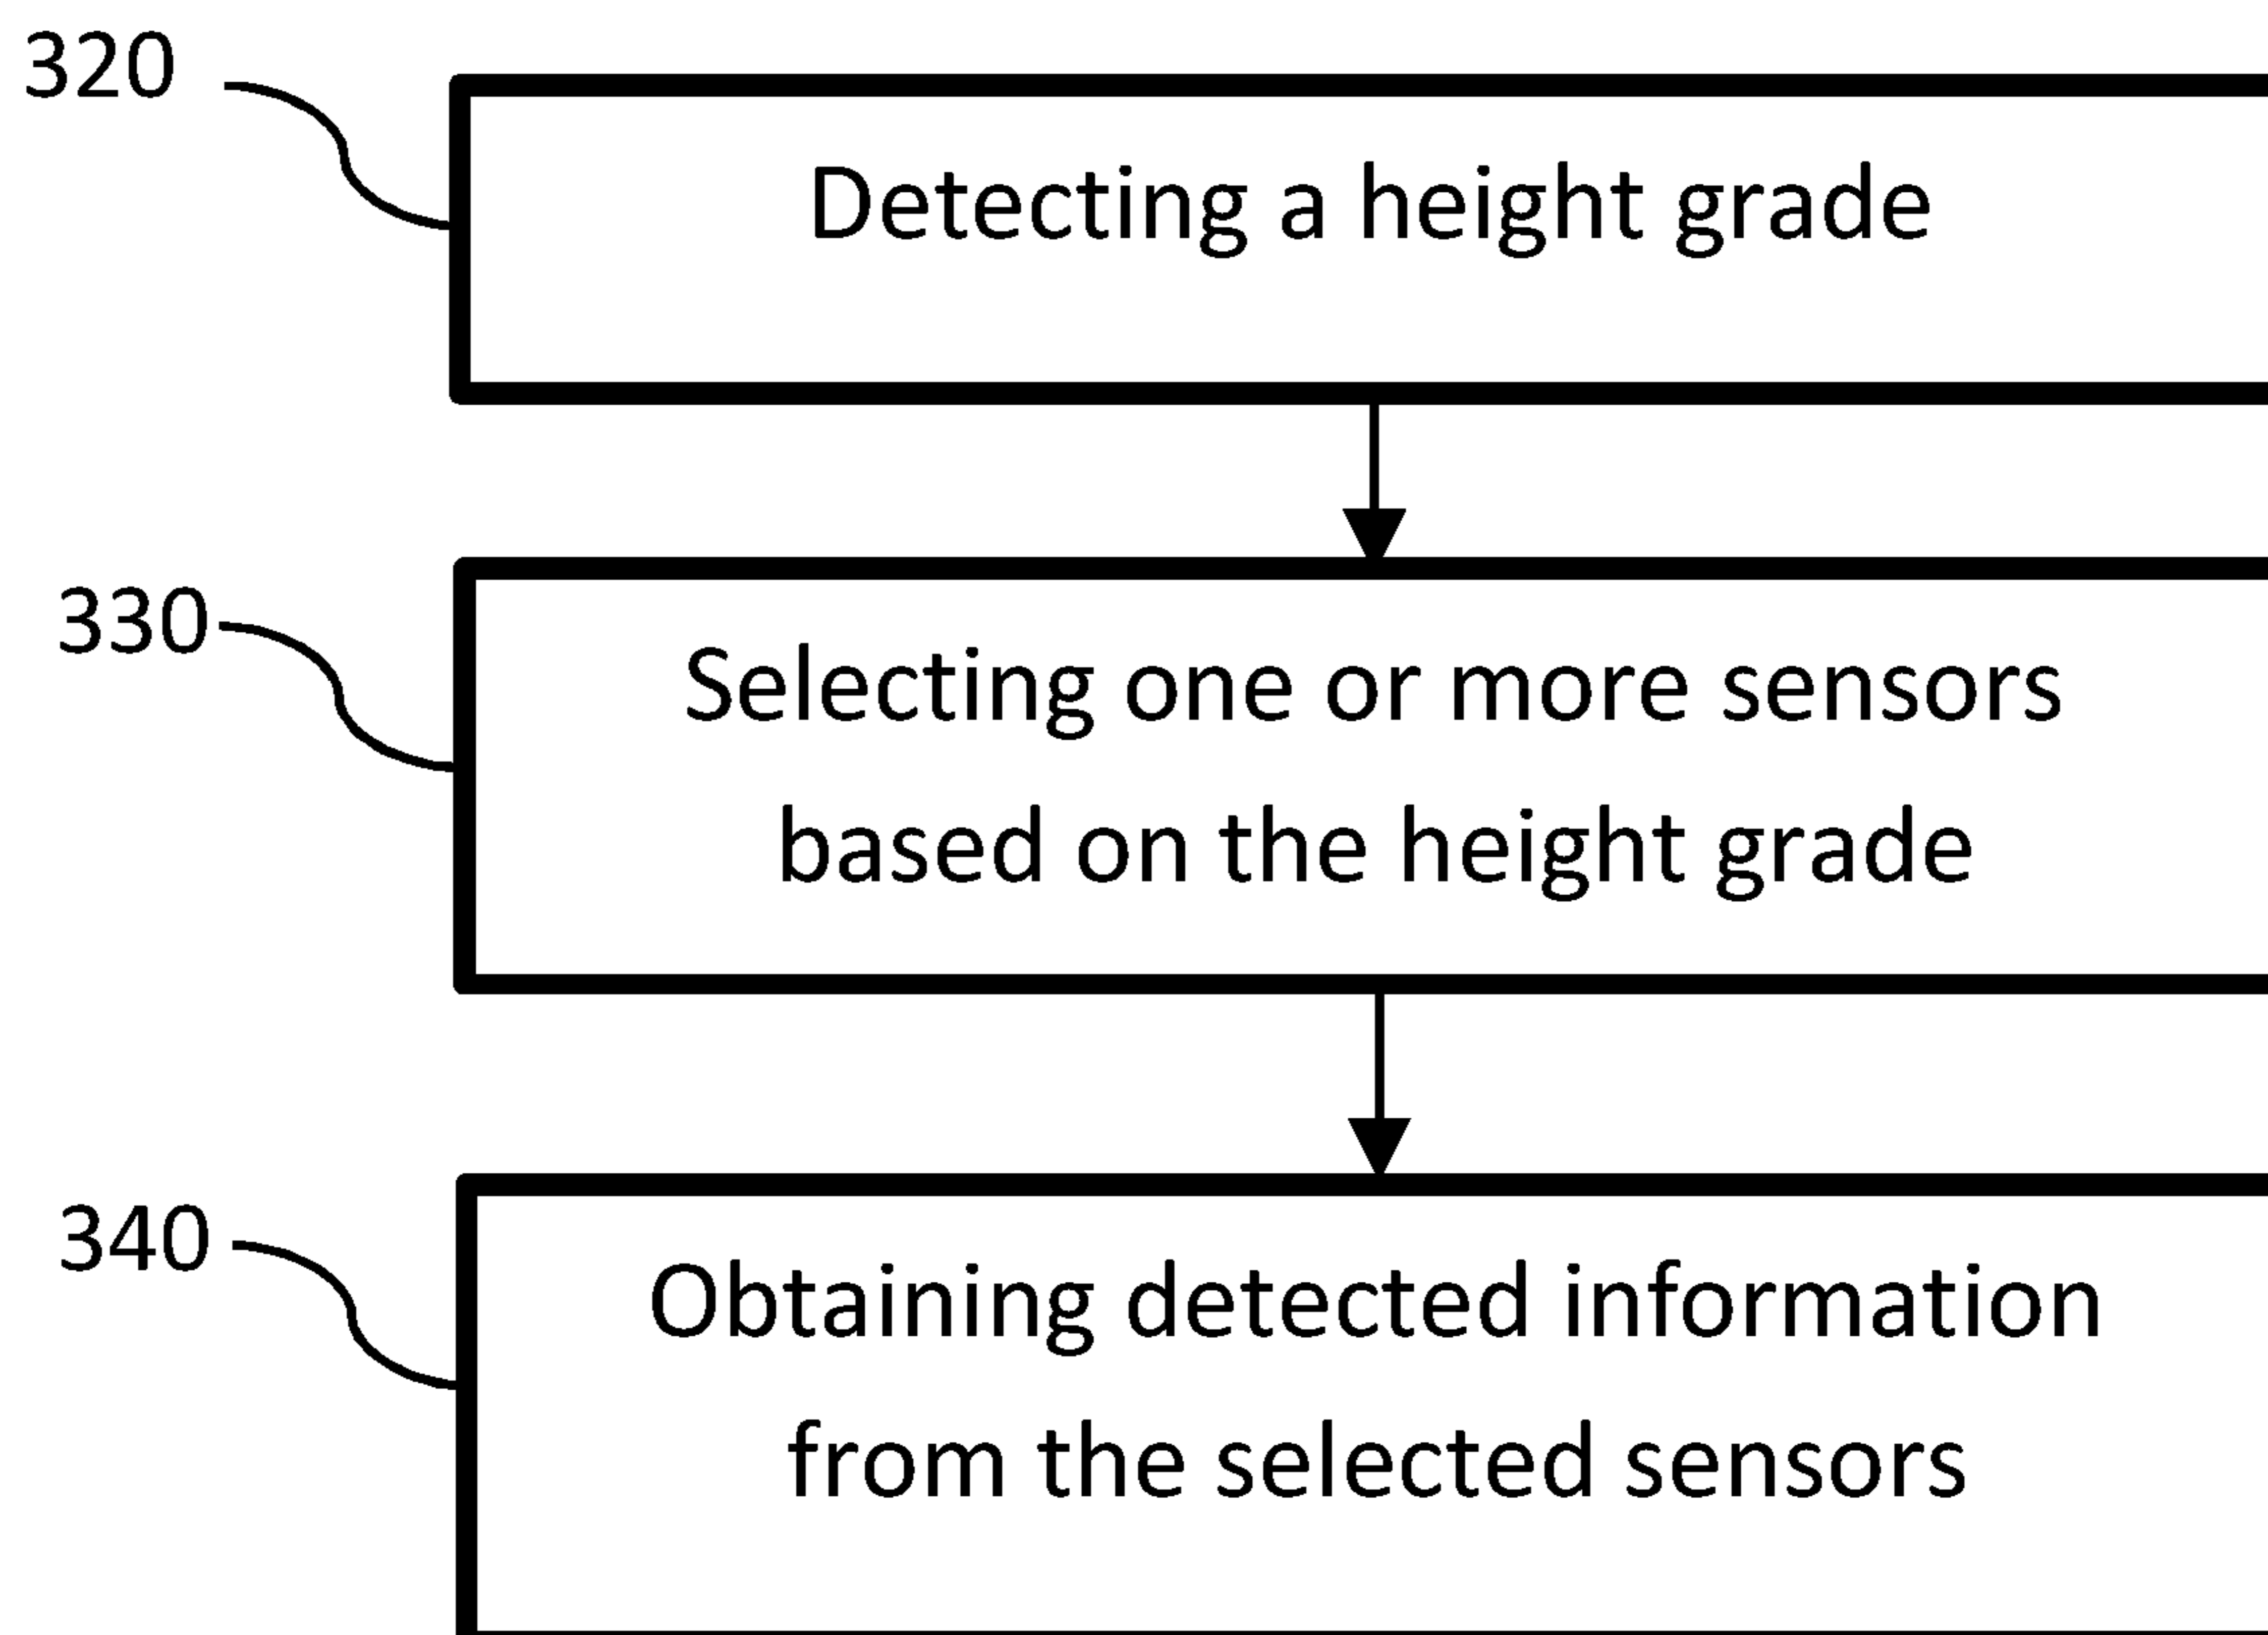 320
Detecting a height grade
330
Selecting one or more sensors
based on the height grade
340
Obtaining detected information
from the selected sensors